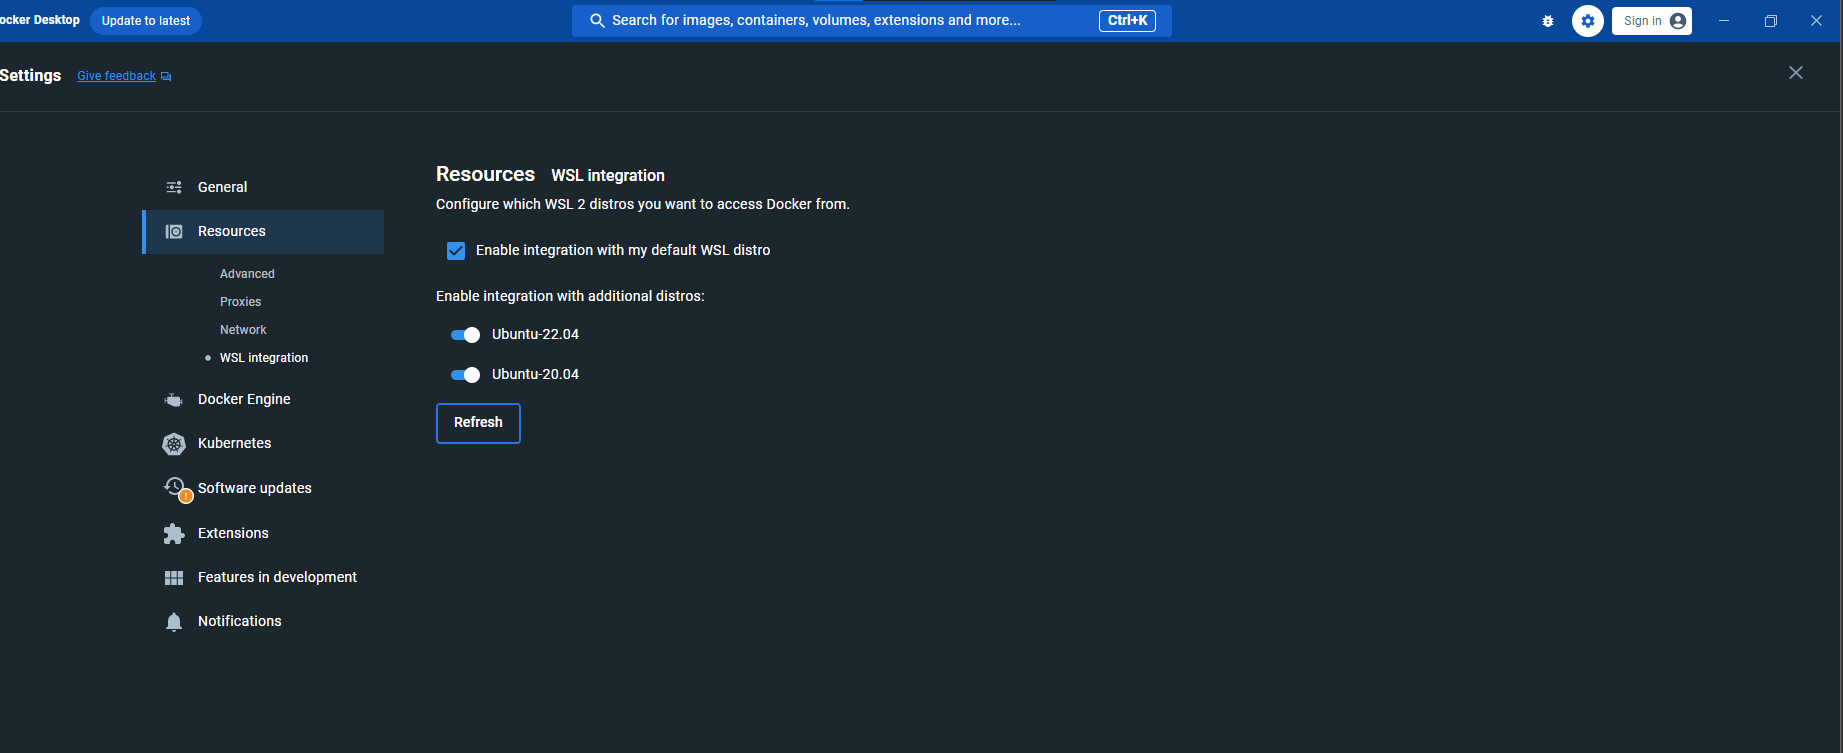 ocker Desktop
Update to latest
Search for images, containers, volumes, extensions and more...
Ctrl+K
Sign in
Settings
Give feedback
General
Resources
Advanced
Proxies
Network
WSL integration
Docker Engine
Kubernetes
Software updates
Extensions
Features in development
Notifications
Resources WSL integration
Configure which WSL 2 distros you want to access Docker from.
Enable integration with my default WSL distro
Enable integration with additional distros:
Ubuntu-22.04
Ubuntu-20.04
Refresh